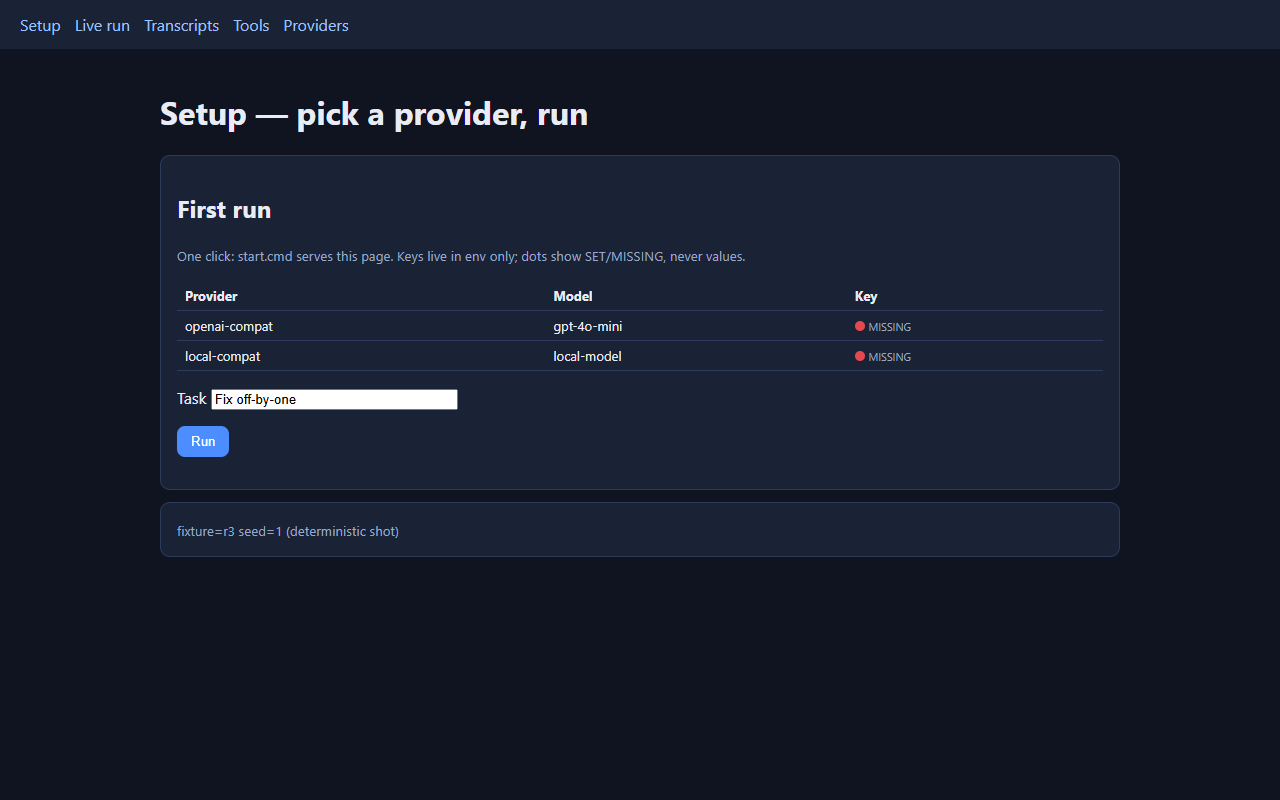 Setup Live run Transcripts Tools Providers
Setup — pick a provider, run
First run
One click: start.cmd serves this page. Keys live in env only; dots show SET/MISSING, never values.
Provider Model Key
openai-compat gpt-4o-mini MISSING
local-compat local-model MISSING
Task Fix off-by-one
Run
fixture=r3 seed=1 (deterministic shot)